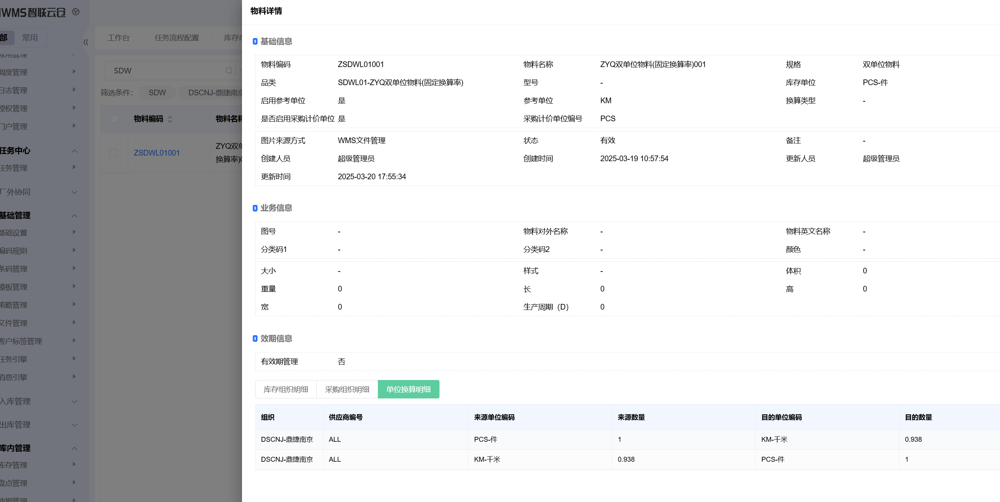 iWMS智联云仓
部 常用
应用管理
调度管理
日志管理
授权管理
门户管理
任务中心
任务管理
厂外协同
基础管理
基础设置
编码规则
条码管理
模板管理
策略管理
文件管理
客户标签管理
任务引擎
消息引擎
入库管理
出库管理
库内管理
库存管理
盘点管理
效期管理
工作台 任务流程配置 库存
SDW
筛选条件: SDW DSCNJ-鼎捷南京
物料编码 物料名称
ZSDWL01001 ZYQ双单
换算率)0
物料详情
基础信息
物料编码 ZSDWL01001 物料名称 ZYQ双单位物料(固定换算率)001 规格 双单位物料
品类 SDWL01-ZYQ双单位物料(固定换算率) 型号 - 库存单位 PCS-件
启用参考单位 是 参考单位 KM 换算类型 -
是否启用采购计价单位 是 采购计价单位编号 PCS
图片来源方式 WMS文件管理 状态 有效 备注 -
创建人员 超级管理员 创建时间 2025-03-19 10:57:54 更新人员 超级管理员
更新时间 2025-03-20 17:55:34
业务信息
图号 - 物料对外名称 - 物料英文名称 -
分类码1 - 分类码2 - 颜色 -
大小 - 样式 - 体积 0
重量 0 长 0 高 0
宽 0 生产周期（D） 0
效期信息
有效期管理 否
库存组织明细 采购组织明细 单位换算明细
组织 供应商编号 来源单位编码 来源数量 目的单位编码 目的数量
DSCNJ-鼎捷南京 ALL PCS-件 1 KM-千米 0.938
DSCNJ-鼎捷南京 ALL KM-千米 0.938 PCS-件 1